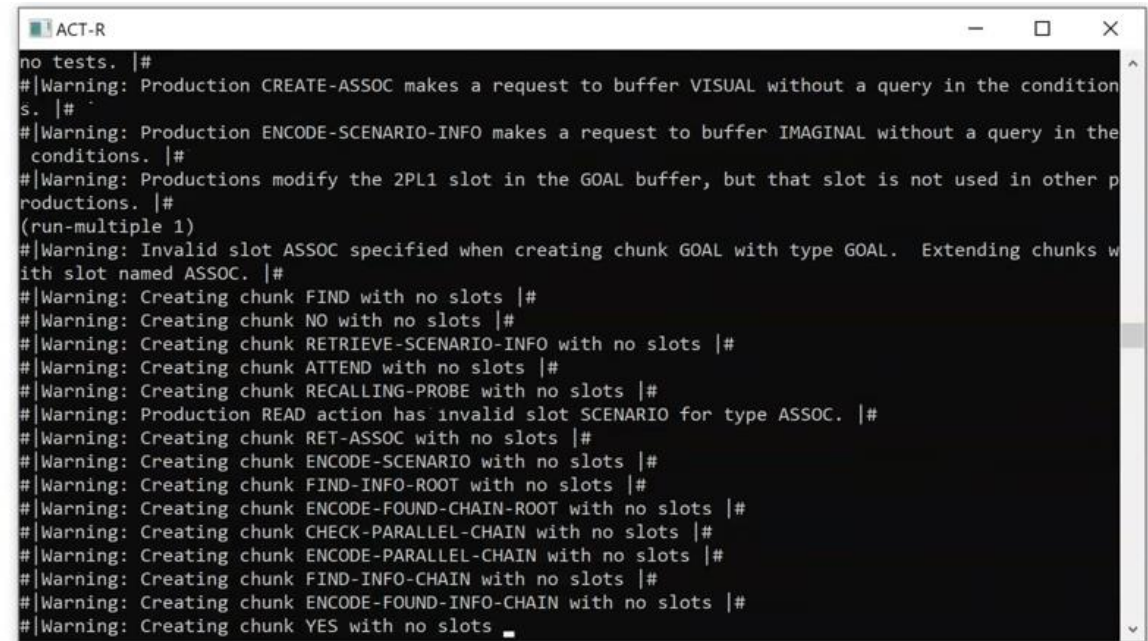 ACT-R
no tests. |#
#|Warning: Production CREATE-ASSOC makes a request to buffer VISUAL without a query in the condition
s. |#
#|Warning: Production ENCODE-SCENARIO-INFO makes a request to buffer IMAGINAL without a query in the
 conditions. |#
#|Warning: Productions modify the 2PL1 slot in the GOAL buffer, but that slot is not used in other p
roductions. |#
(run-multiple 1)
#|Warning: Invalid slot ASSOC specified when creating chunk GOAL with type GOAL.  Extending chunks w
ith slot named ASSOC. |#
#|Warning: Creating chunk FIND with no slots |#
#|Warning: Creating chunk NO with no slots |#
#|Warning: Creating chunk RETRIEVE-SCENARIO-INFO with no slots |#
#|Warning: Creating chunk ATTEND with no slots |#
#|Warning: Creating chunk RECALLING-PROBE with no slots |#
#|Warning: Production READ action has invalid slot SCENARIO for type ASSOC. |#
#|Warning: Creating chunk RET-ASSOC with no slots |#
#|Warning: Creating chunk ENCODE-SCENARIO with no slots |#
#|Warning: Creating chunk FIND-INFO-ROOT with no slots |#
#|Warning: Creating chunk ENCODE-FOUND-CHAIN-ROOT with no slots |#
#|Warning: Creating chunk CHECK-PARALLEL-CHAIN with no slots |#
#|Warning: Creating chunk ENCODE-PARALLEL-CHAIN with no slots |#
#|Warning: Creating chunk FIND-INFO-CHAIN with no slots |#
#|Warning: Creating chunk ENCODE-FOUND-INFO-CHAIN with no slots |#
#|Warning: Creating chunk YES with no slots